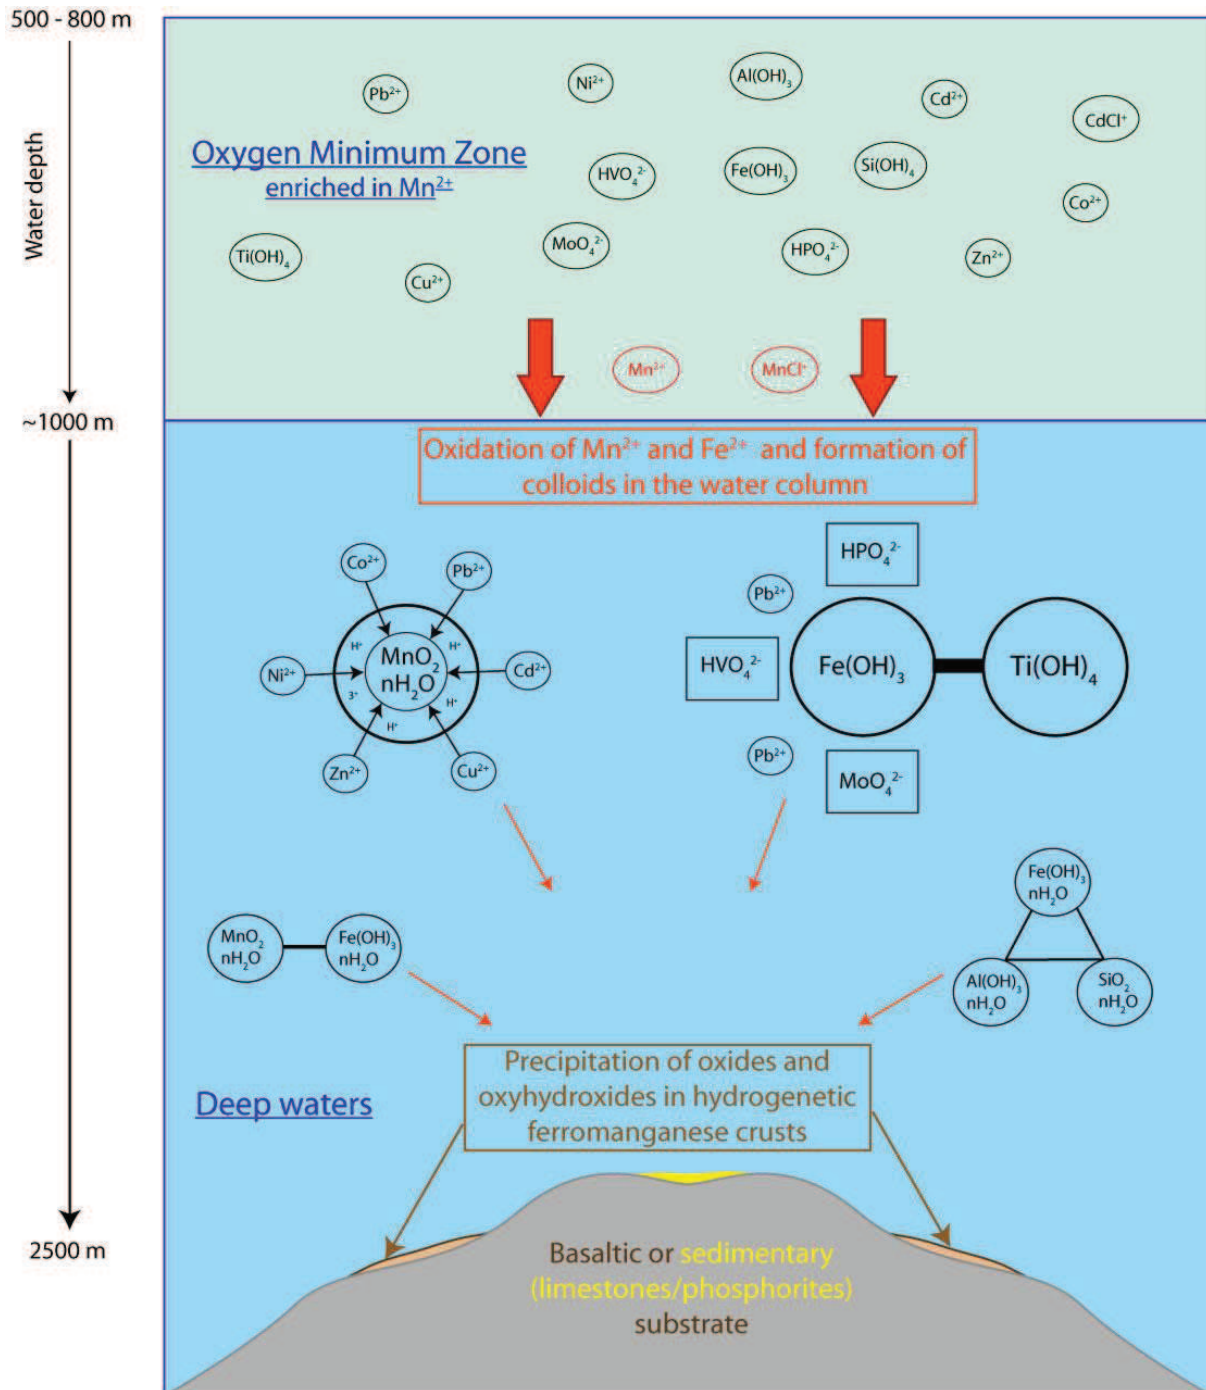 500 - 800 m
Water depth
~1000 m
2500 m
Pb²⁺
Ni²⁺
Al(OH)₃
Cd²⁺
CdCl⁺
Oxygen Minimum Zone
enriched in Mn²⁺
HVO₄²⁻
Fe(OH)₃
Si(OH)₄
Co²⁺
Ti(OH)₄
MoO₄²⁻
HPO₄²⁻
Zn²⁺
Cu²⁺
Mn²⁺
MnCl⁺
Oxidation of Mn²⁺ and Fe²⁺ and formation of
colloids in the water column
Co²⁺
Pb²⁺
Ni²⁺
H⁺
H⁺
MnO₂
nH₂O
Cd²⁺
3⁺
H⁺
H⁺
Zn²⁺
Cu²⁺
HPO₄²⁻
Pb²⁺
HVO₄²⁻
Fe(OH)₃
Ti(OH)₄
Pb²⁺
MoO₄²⁻
MnO₂
nH₂O
Fe(OH)₃
nH₂O
Fe(OH)₃
nH₂O
Al(OH)₃
nH₂O
SiO₂
nH₂O
Precipitation of oxides and
oxyhydroxides in hydrogenetic
ferromanganese crusts
Deep waters
Basaltic or sedimentary
(limestones/phosphorites)
substrate